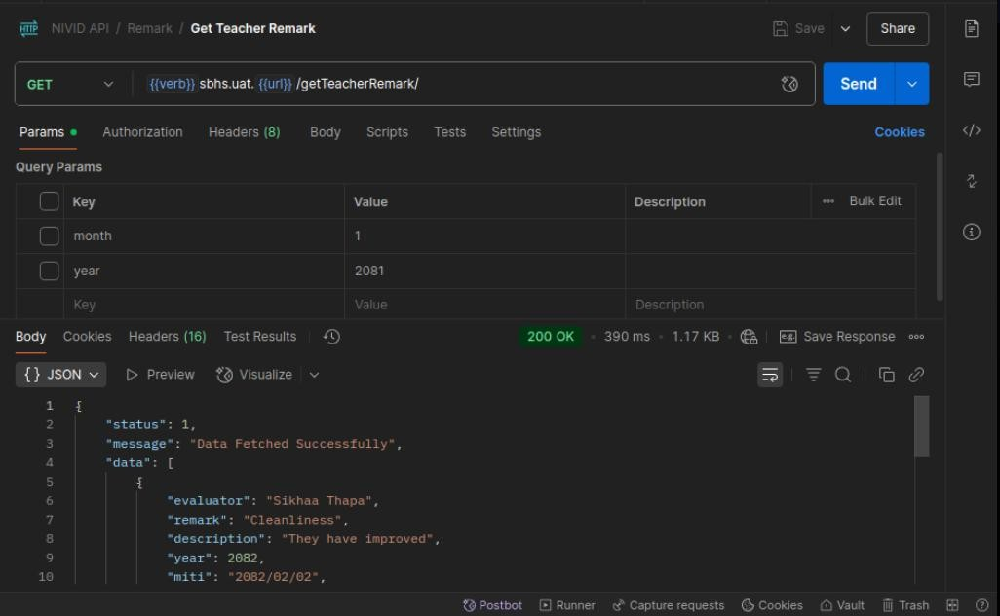 HTTP NIVID API / Remark / Get Teacher Remark Save Share
GET {{verb}} sbhs.uat. {{url}} /getTeacherRemark/ Send
Params Authorization Headers (8) Body Scripts Tests Settings Cookies
Query Params
Key Value Description ••• Bulk Edit
month 1
year 2081
Key Value Description
Body Cookies Headers (16) Test Results 200 OK • 390 ms • 1.17 KB • e.g. Save Response •••
{} JSON Preview Visualize
1 {
2 "status": 1,
3 "message": "Data Fetched Successfully",
4 "data": [
5 {
6 "evaluator": "Sikhaa Thapa",
7 "remark": "Cleanliness",
8 "description": "They have improved",
9 "year": 2082,
10 "miti": "2082/02/02",
Postbot Runner Capture requests Cookies Vault Trash